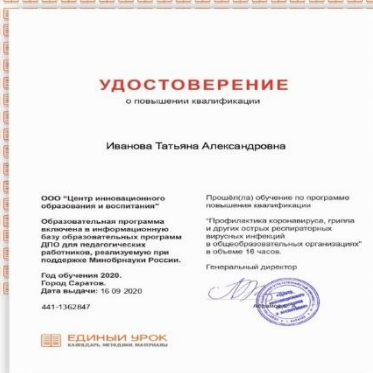 УДОСТОВЕРЕНИЕ
о повышении квалификации
Иванова Татьяна Александровна
ООО "Центр инновационного
образования и воспитания"
Образовательная программа
включена в информационную
базу образовательных программ
ДПО для педагогических
работников, реализуемую при
поддержке Минобрнауки России.
Год обучения 2020.
Город Саратов.
Дата выдачи: 16 09 2020
441-1362847
Прошёл(ла) обучение по программе
повышения квалификации
"Профилактика коронавируса, гриппа
и других острых респираторных
вирусных инфекций
в общеобразовательных организациях"
в объеме 16 часов.
Генеральный директор
ЕДИНЫЙ УРОК
КАЛЕНДАРЬ, МЕТОДИКИ, МАТЕРИАЛЫ